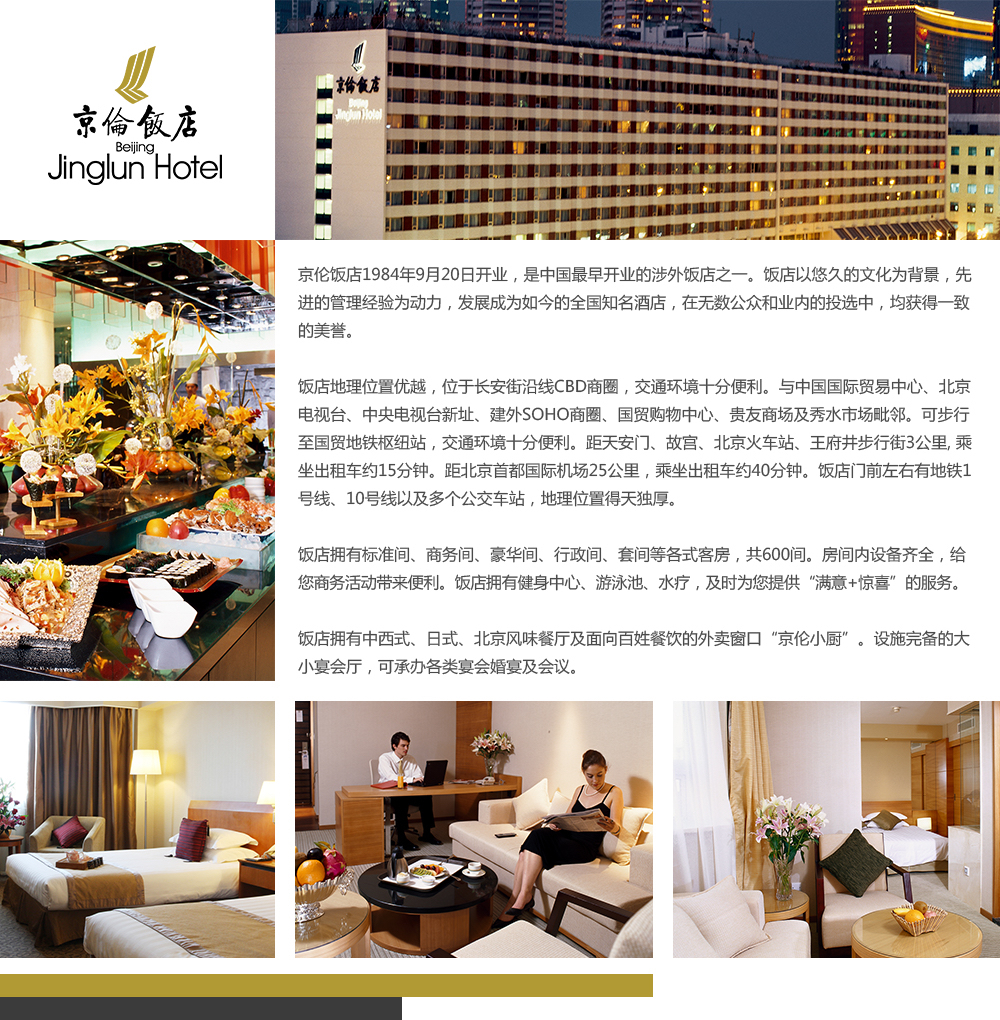 京倫飯店
Beijing
Jinglun Hotel
京倫飯店
Beijing
Jinglun Hotel
京伦饭店1984年9月20日开业，是中国最早开业的涉外饭店之一。饭店以悠久的文化为背景，先
进的管理经验为动力，发展成为如今的全国知名酒店，在无数公众和业内的投选中，均获得一致
的美誉。
饭店地理位置优越，位于长安街沿线CBD商圈，交通环境十分便利。与中国国际贸易中心、北京
电视台、中央电视台新址、建外SOHO商圈、国贸购物中心、贵友商场及秀水市场毗邻。可步行
至国贸地铁枢纽站，交通环境十分便利。距天安门、故宫、北京火车站、王府井步行街3公里, 乘
坐出租车约15分钟。距北京首都国际机场25公里，乘坐出租车约40分钟。饭店门前左右有地铁1
号线、10号线以及多个公交车站，地理位置得天独厚。
饭店拥有标准间、商务间、豪华间、行政间、套间等各式客房，共600间。房间内设备齐全，给
您商务活动带来便利。饭店拥有健身中心、游泳池、水疗，及时为您提供“满意+惊喜”的服务。
饭店拥有中西式、日式、北京风味餐厅及面向百姓餐饮的外卖窗口“京伦小厨”。设施完备的大
小宴会厅，可承办各类宴会婚宴及会议。